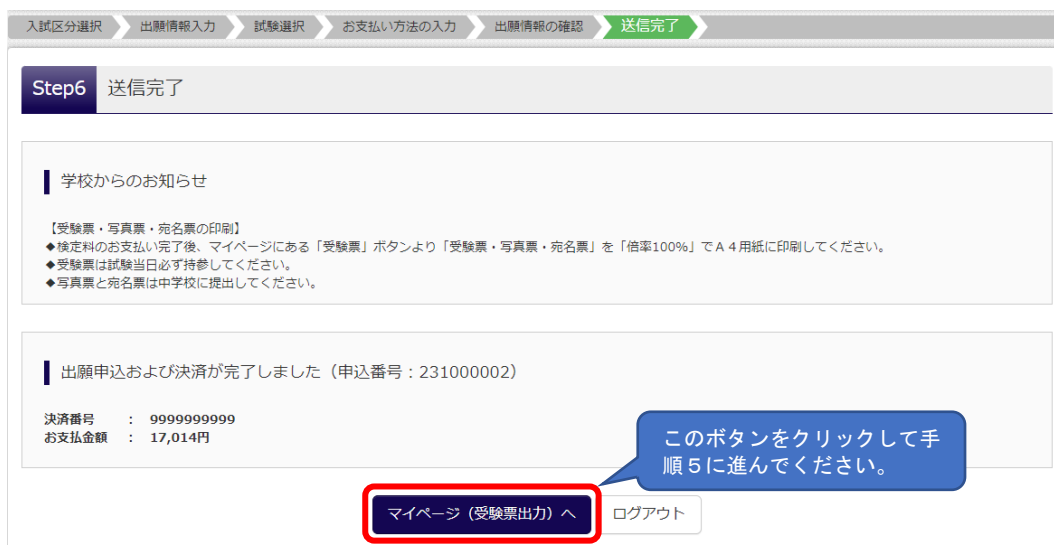 入試区分選択 出願情報入力 試験選択 お支払い方法の入力 出願情報の確認 送信完了
Step6 送信完了
学校からのお知らせ
【受験票・写真票・宛名票の印刷】
◆検定料のお支払い完了後、マイページにある「受験票」ボタンより「受験票・写真票・宛名票」を「倍率100%」でA４用紙に印刷してください。
◆受験票は試験当日必ず持参してください。
◆写真票と宛名票は中学校に提出してください。
出願申込および決済が完了しました（申込番号：231000002）
決済番号 ： 9999999999
お支払金額 ： 17,014円
このボタンをクリックして手
順５に進んでください。
マイページ（受験票出力）へ ログアウト